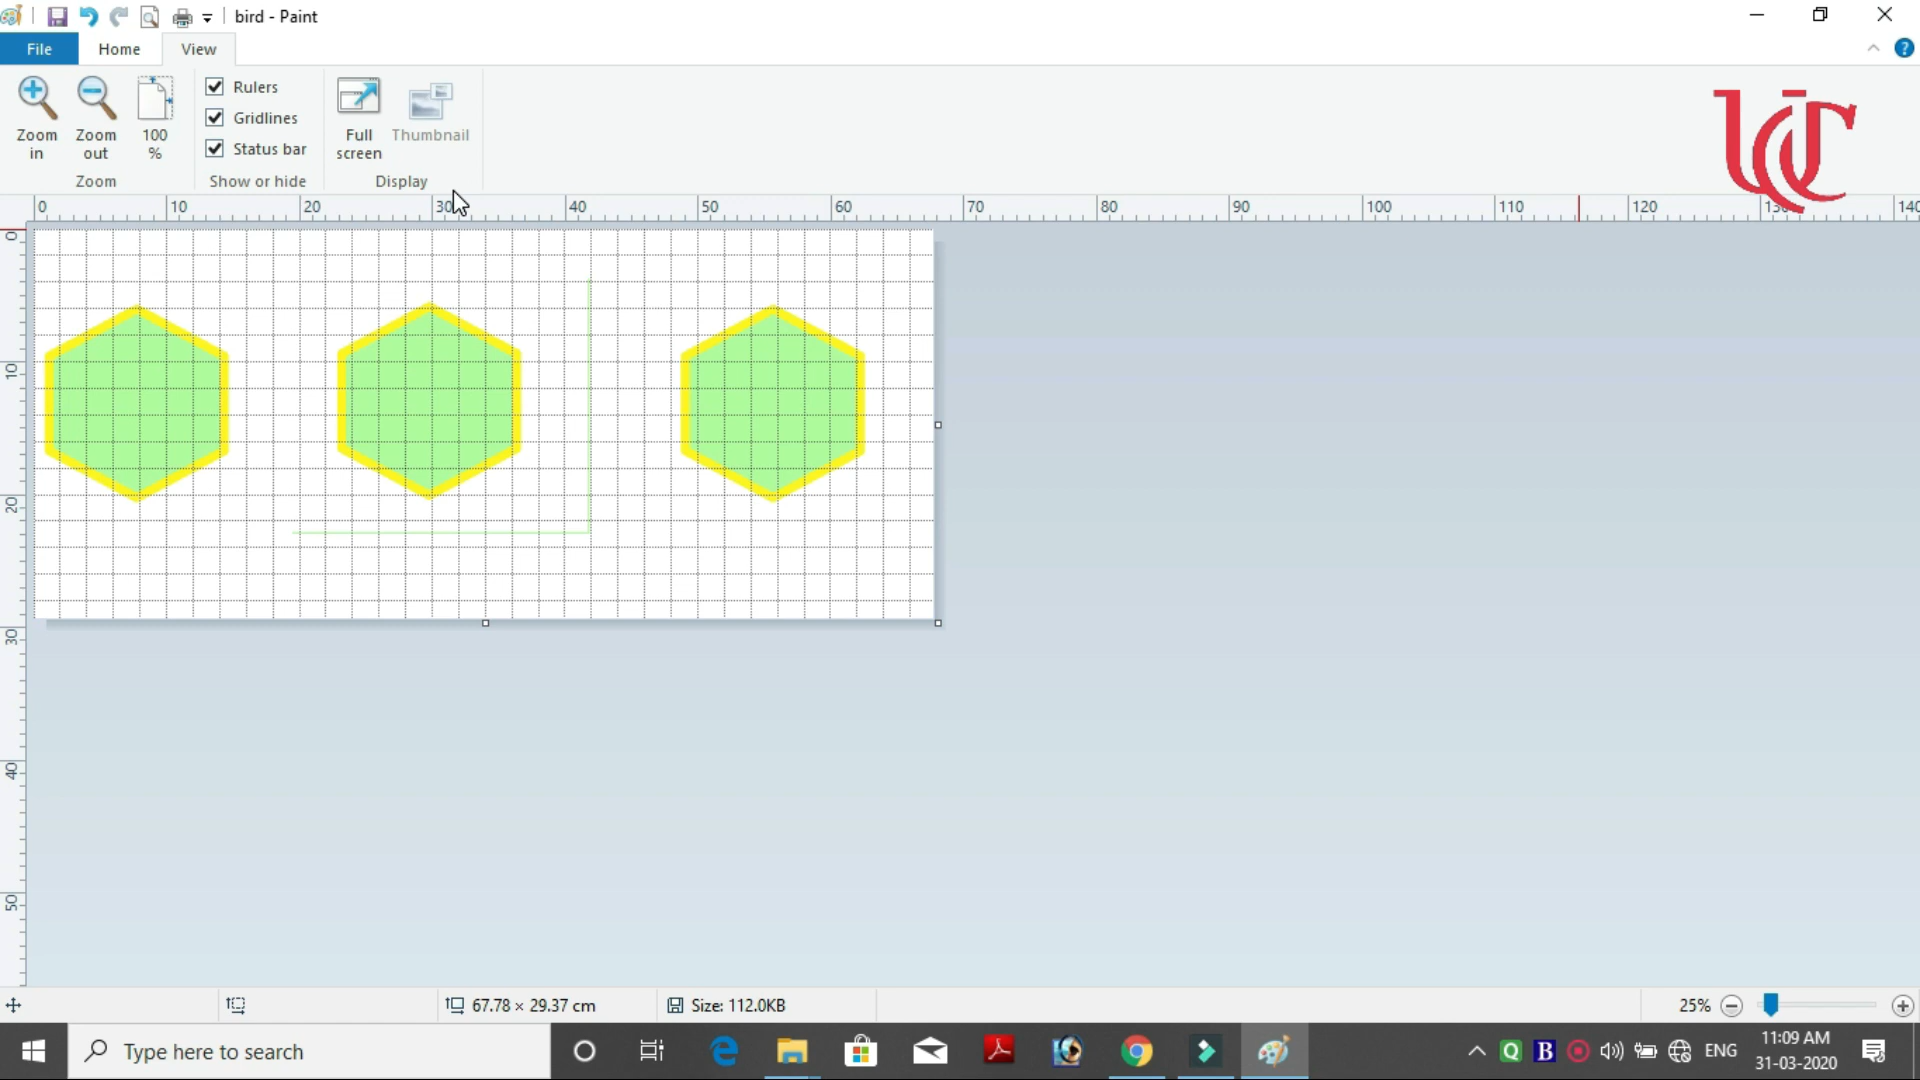 bird - Paint
File Home View
Zoom in Zoom out 100 %
Rulers
Gridlines
Status bar
Full screen Thumbnail
Zoom Show or hide Display
UCC
0 10 20 30 40 50 60 70 80 90 100 110 120 140
0
10
20
30
40
50
67.78 × 29.37 cm Size: 112.0KB 25%
Type here to search
ENG
11:09 AM
31-03-2020